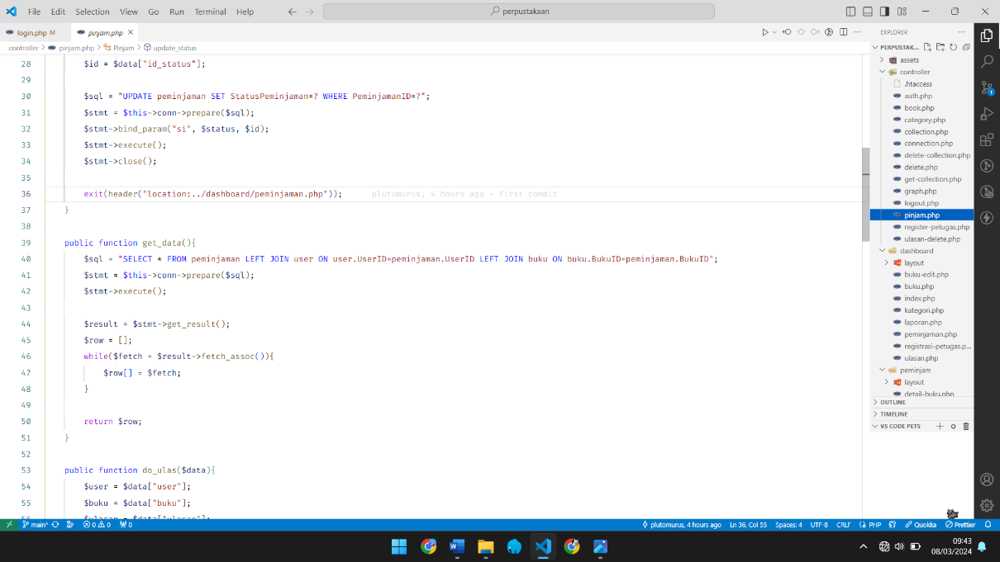 File Edit Selection View Go Run Terminal Help
perpustakaan
login.php M
pinjam.php
controller > pinjam.php > Pinjam > update_status
28 $id = $data["id_status"];
29
30 $sql = "UPDATE peminjaman SET StatusPeminjaman=? WHERE PeminjamanID=?";
31 $stmt = $this->conn->prepare($sql);
32 $stmt->bind_param("si", $status, $id);
33 $stmt->execute();
34 $stmt->close();
35
36 exit(header("location:../dashboard/peminjaman.php")); plutomurus, 4 hours ago • first commit
37 }
38
39 public function get_data(){
40 $sql = "SELECT * FROM peminjaman LEFT JOIN user ON user.UserID=peminjaman.UserID LEFT JOIN buku ON buku.BukuID=peminjaman.BukuID";
41 $stmt = $this->conn->prepare($sql);
42 $stmt->execute();
43
44 $result = $stmt->get_result();
45 $row = [];
46 while($fetch = $result->fetch_assoc()){
47 $row[] = $fetch;
48 }
49
50 return $row;
51 }
52
53 public function do_ulas($data){
54 $user = $data["user"];
55 $buku = $data["buku"];
56 $ulasan = $data["ulasan"];
EXPLORER
PERPUSTAK...
assets
controller
.htaccess
auth.php
book.php
category.php
collection.php
connection.php
delete-collection.php
delete.php
get-collection.php
graph.php
logout.php
pinjam.php
register-petugas.php
ulasan-delete.php
dashboard
layout
buku-edit.php
buku.php
index.php
kategori.php
laporan.php
peminjaman.php
registrasi-petugas.p...
ulasan.php
peminjam
layout
detail-buku.php
OUTLINE
TIMELINE
VS CODE PETS
1
main*
0 0
0
plutomurus, 4 hours ago
Ln 36, Col 55
Spaces: 4
UTF-8
CRLF
PHP
Quokka
Prettier
09:43
08/03/2024